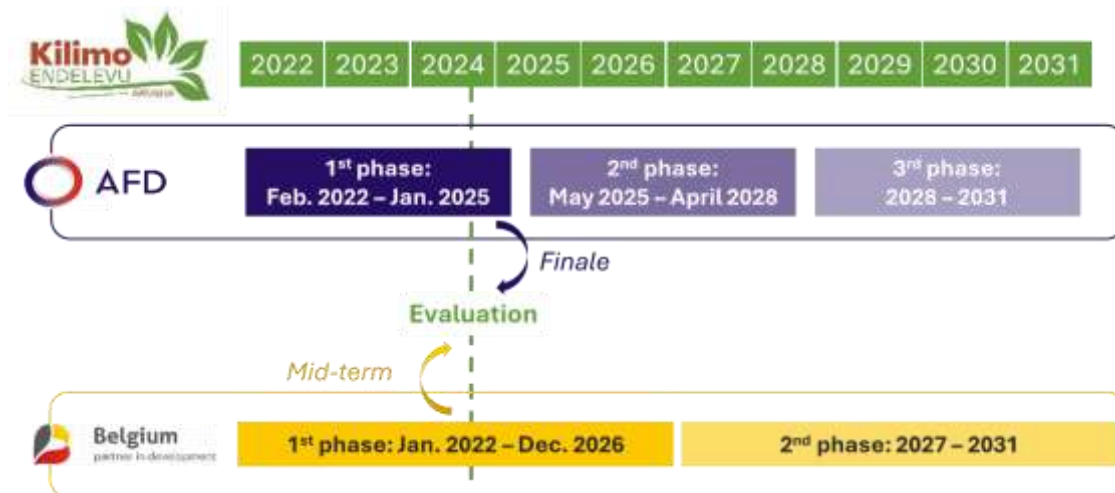 Kilimo
ENDELEVU
ARUSHA
2022 2023 2024 2025 2026 2027 2028 2029 2030 2031
AFD
1st phase:
Feb. 2022 – Jan. 2025
2nd phase:
May 2025 – April 2028
3rd phase:
2028 – 2031
Finale
Evaluation
Mid-term
Belgium
partner in development
1st phase: Jan. 2022 – Dec. 2026
2nd phase: 2027 – 2031